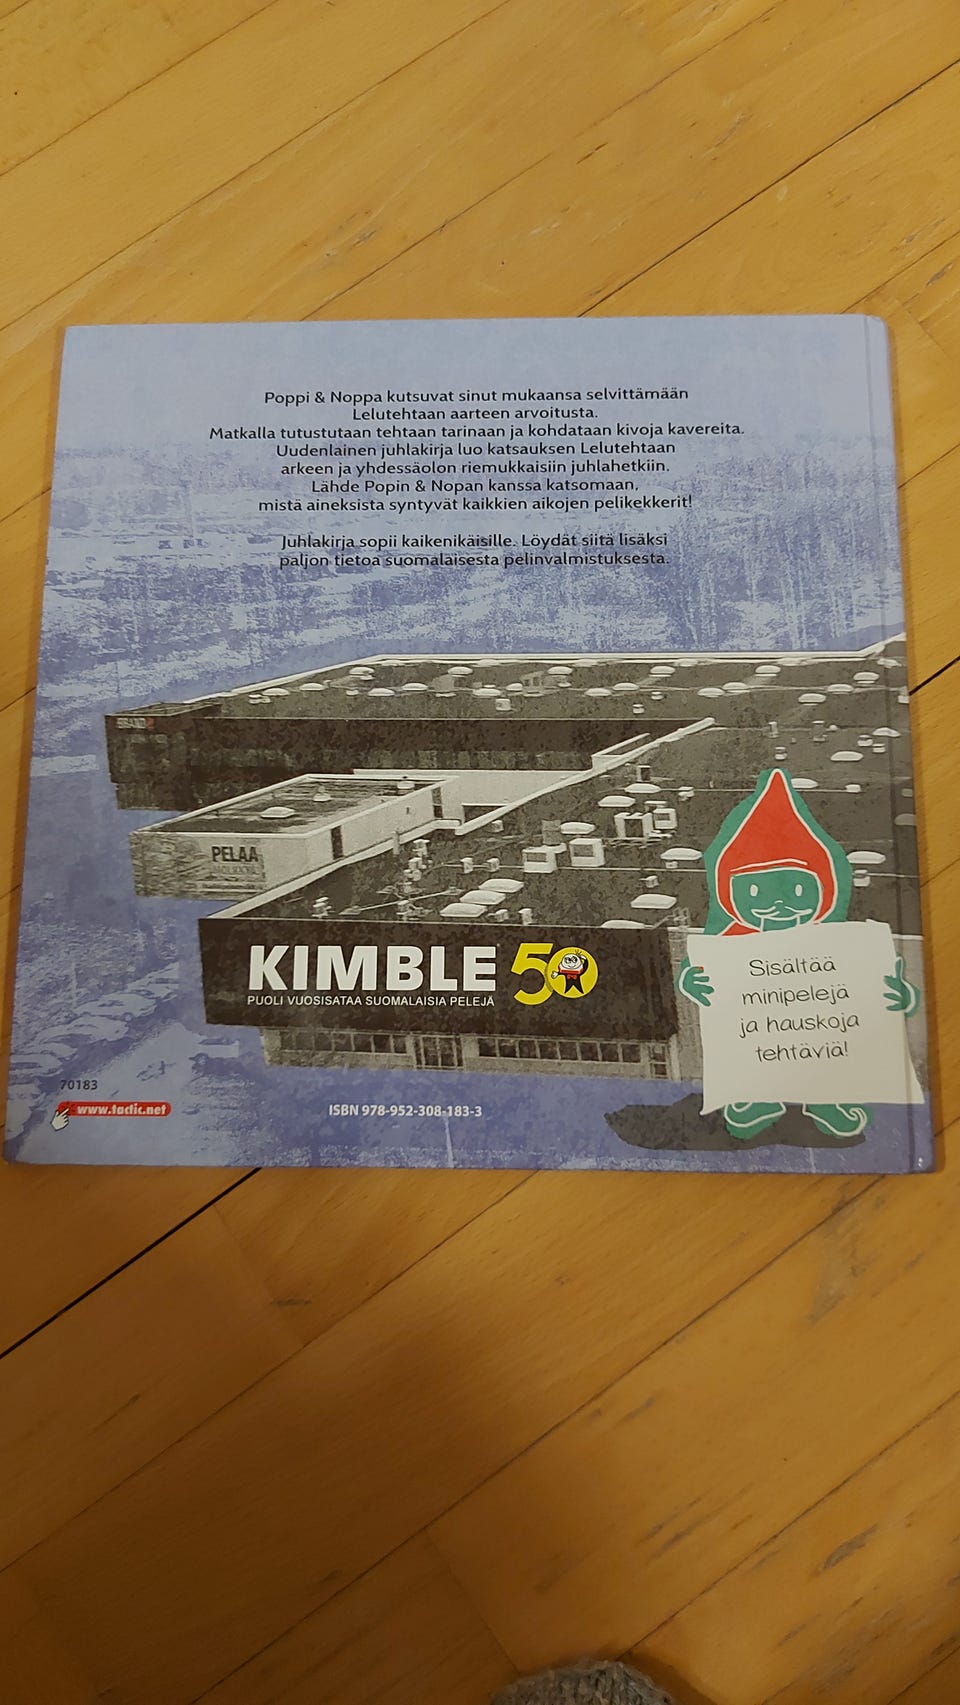 Poppi & Noppa kutsuvat sinut mukaansa selvittämään
Lelutehtaan aarteen arvoitusta.
Matkalla tutustutaan tehtaan tarinaan ja kohdataan kivoja kavereita.
Uudenlainen juhlakirja luo katsauksen Lelutehtaan
arkeen ja yhdessäolon riemukkaisiin juhlahetkiin.
Lähde Popin & Nopan kanssa katsomaan,
mistä aineksista syntyvät kaikkien aikojen pelikekkerit!
Juhlakirja sopii kaikenikäisille. Löydät siitä lisäksi
paljon tietoa suomalaisesta pelinvalmistuksesta.
BRAND
PELAA
KIMBLE 50
PUOLI VUOSISATAA SUOMALAISIA PELEJÄ
Sisältää
minipelejä
ja hauskoja
tehtäviä!
70183
www.tactic.net
ISBN 978-952-308-183-3